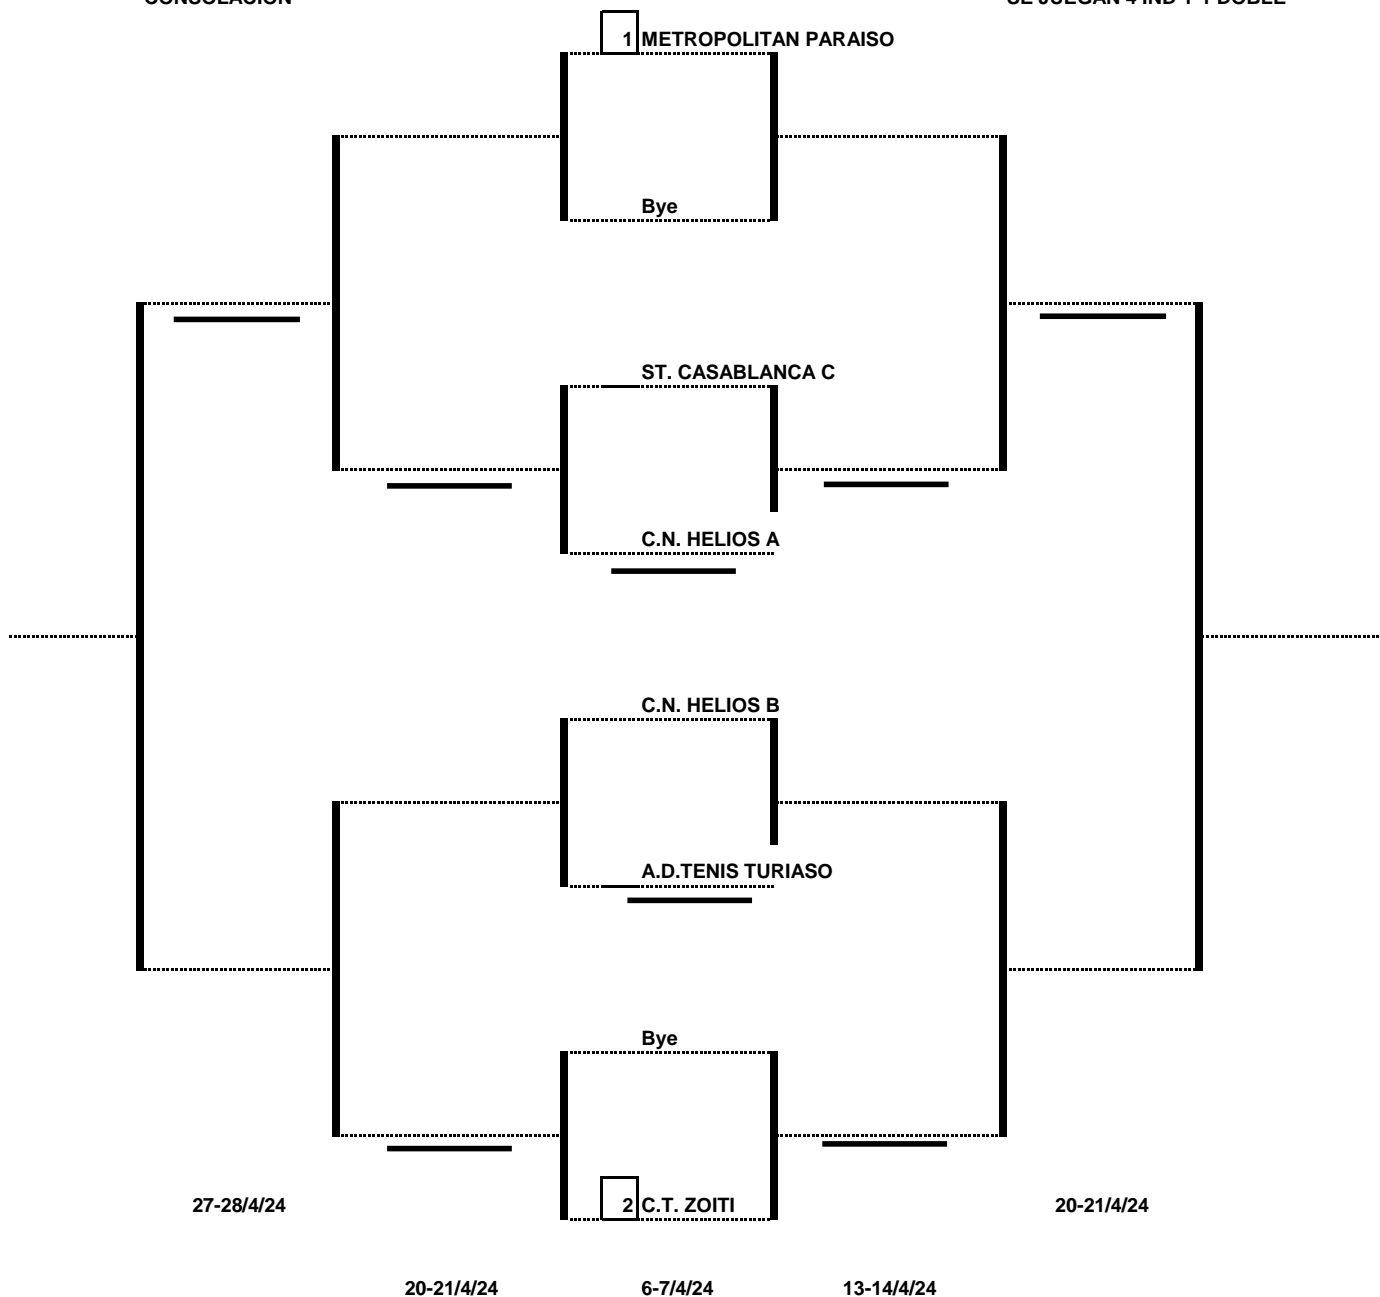 1 METROPOLITAN PARAISO
Bye
ST. CASABLANCA C
C.N. HELIOS A
C.N. HELIOS B
A.D.TENIS TURIASO
Bye
27-28/4/24 2 C.T. ZOITI 20-21/4/24
20-21/4/24 6-7/4/24 13-14/4/24